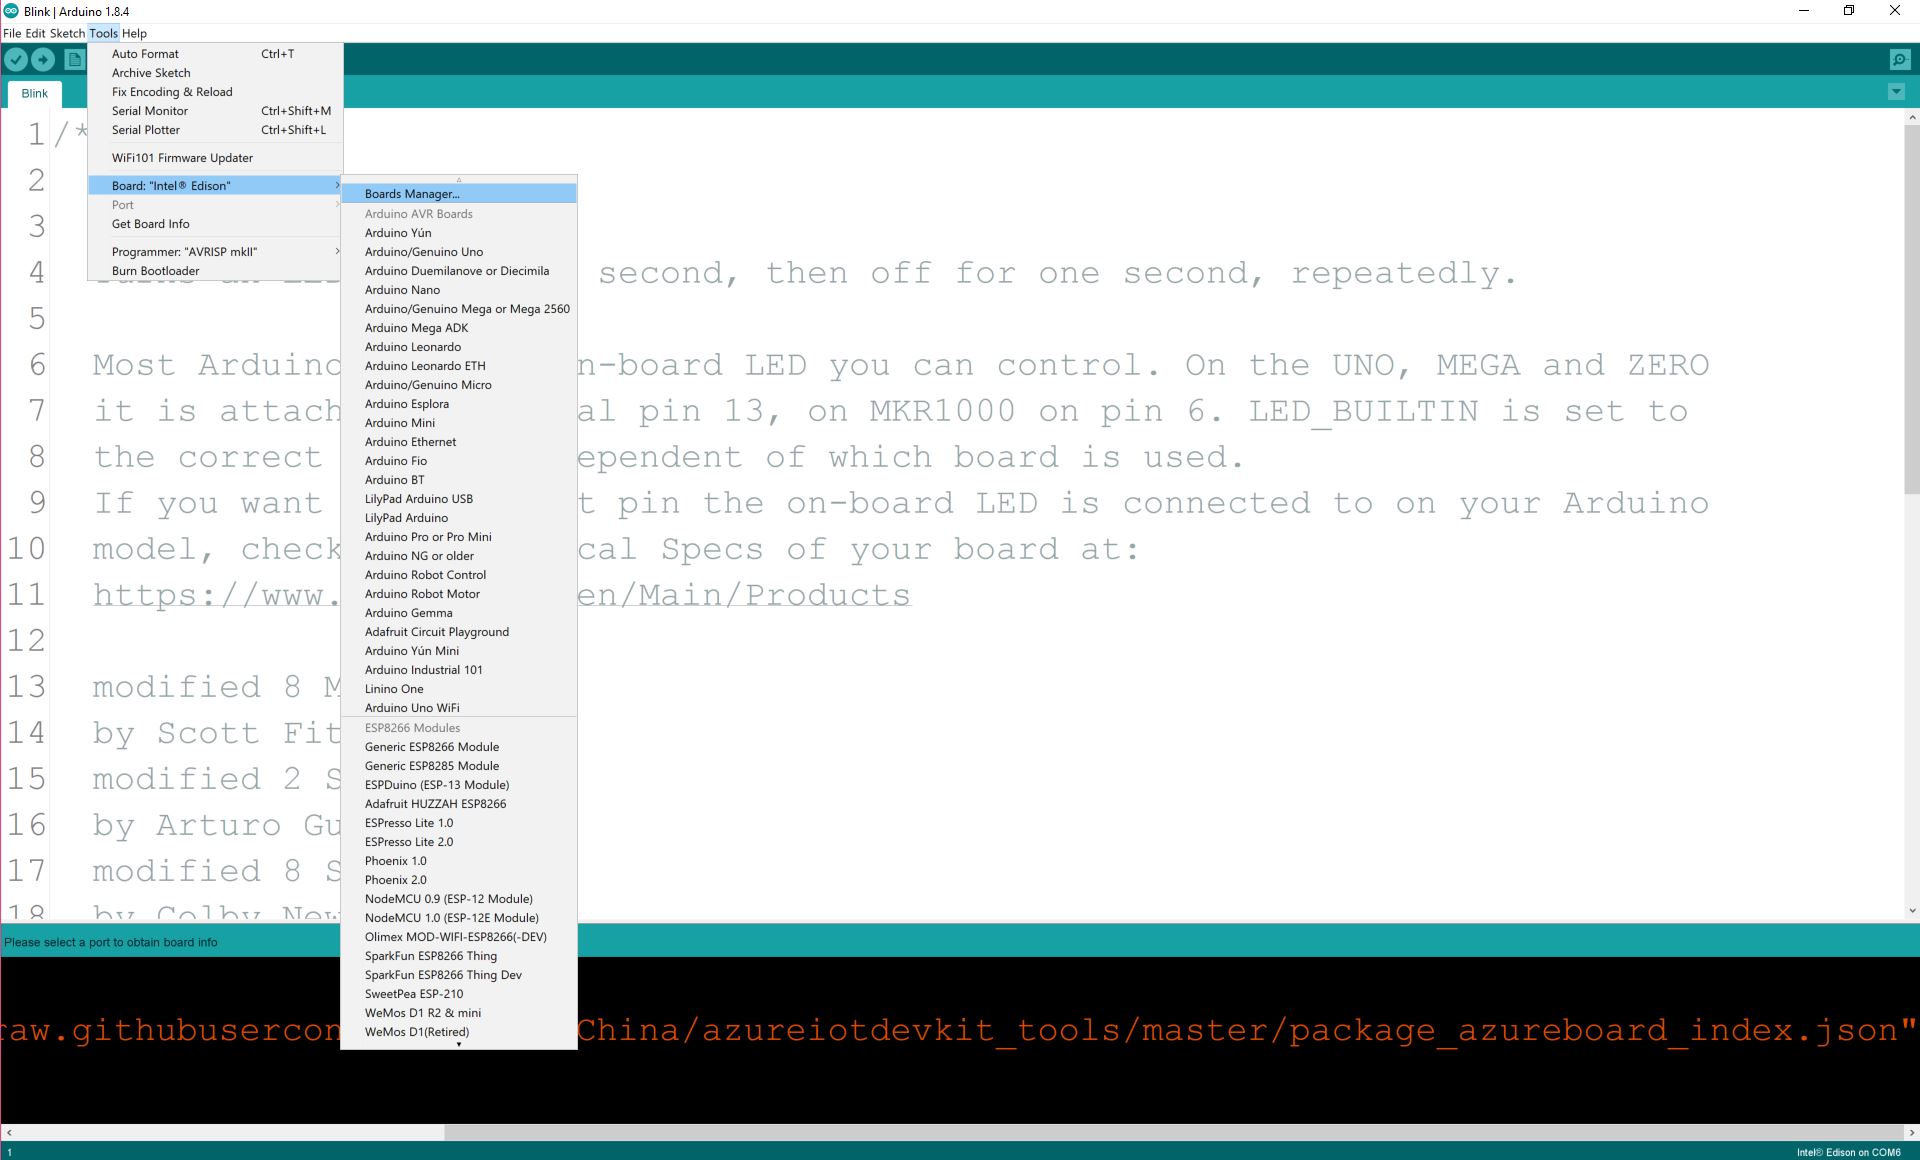 Blink | Arduino 1.8.4
File Edit Sketch Tools Help
Blink
Auto Format Ctrl+T
Archive Sketch
Fix Encoding & Reload
Serial Monitor Ctrl+Shift+M
Serial Plotter Ctrl+Shift+L
WiFi101 Firmware Updater
Board: "Intel® Edison"
Port
Get Board Info
Programmer: "AVRISP mkII"
Burn Bootloader
Boards Manager...
Arduino AVR Boards
Arduino Yún
Arduino/Genuino Uno
Arduino Duemilanove or Diecimila
Arduino Nano
Arduino/Genuino Mega or Mega 2560
Arduino Mega ADK
Arduino Leonardo
Arduino Leonardo ETH
Arduino/Genuino Micro
Arduino Esplora
Arduino Mini
Arduino Ethernet
Arduino Fio
Arduino BT
LilyPad Arduino USB
LilyPad Arduino
Arduino Pro or Pro Mini
Arduino NG or older
Arduino Robot Control
Arduino Robot Motor
Arduino Gemma
Adafruit Circuit Playground
Arduino Yún Mini
Arduino Industrial 101
Linino One
Arduino Uno WiFi
ESP8266 Modules
Generic ESP8266 Module
Generic ESP8285 Module
ESPDuino (ESP-13 Module)
Adafruit HUZZAH ESP8266
ESPresso Lite 1.0
ESPresso Lite 2.0
Phoenix 1.0
Phoenix 2.0
NodeMCU 0.9 (ESP-12 Module)
NodeMCU 1.0 (ESP-12E Module)
Olimex MOD-WIFI-ESP8266(-DEV)
SparkFun ESP8266 Thing
SparkFun ESP8266 Thing Dev
SweetPea ESP-210
WeMos D1 R2 & mini
WeMos D1(Retired)
1 /*
2
3
4 second, then off for one second, repeatedly.
5
6 Most Arduino n-board LED you can control. On the UNO, MEGA and ZERO
7 it is attach al pin 13, on MKR1000 on pin 6. LED_BUILTIN is set to
8 the correct ependent of which board is used.
9 If you want t pin the on-board LED is connected to on your Arduino
10 model, check cal Specs of your board at:
11 https://www. en/Main/Products
12
13 modified 8 M
14 by Scott Fit
15 modified 2 S
16 by Arturo Gu
17 modified 8 S
18 by Colby New
Please select a port to obtain board info
raw.githubusercon China/azureiotdevkit_tools/master/package_azureboard_index.json"
1
Intel® Edison on COM6